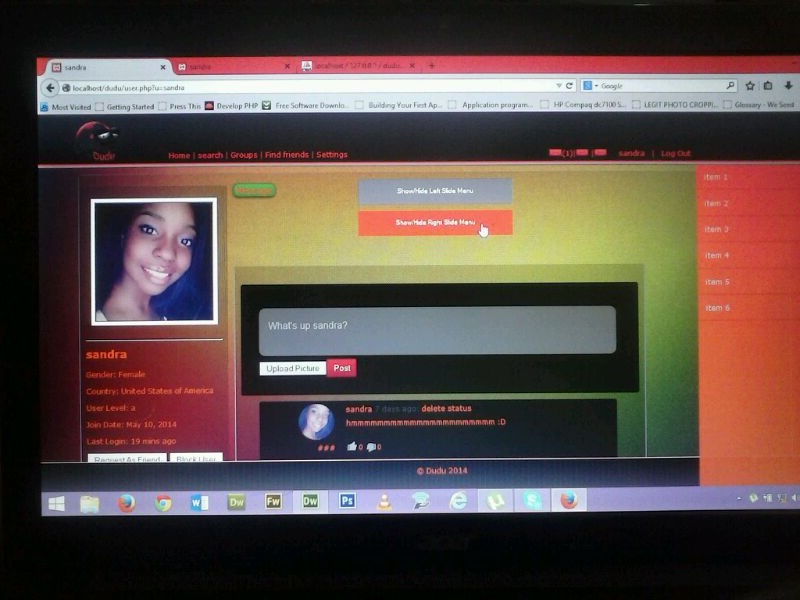 sandra
localhost / 127.0.0.1 / dudu...
localhost/dudu/user.php?u=sandra
Google
Most Visited Getting Started Press This Develop PHP Free Software Downlo... Building Your First Ap... Application program... HP Compaq dc7100 S... LEGIT PHOTO CROPPI... Glossary - We Send
Dudu
Home | search | Groups | Find friends | Settings
(1) | | sandra | Log Out
Show/Hide Left Slide Menu
Show/Hide Right Slide Menu
item 1
item 2
item 3
item 4
item 5
item 6
What's up sandra?
Upload Picture Post
sandra
Gender: Female
Country: United States of America
User Level: a
Join Date: May 10, 2014
Last Login: 19 mins ago
Request As Friend Block User
sandra 7 days ago: delete status
hmmmmmmmmmmmmmmmmmmmmmmm :D
### 0 0
© Dudu 2014
W Dw Fw Dw Ps